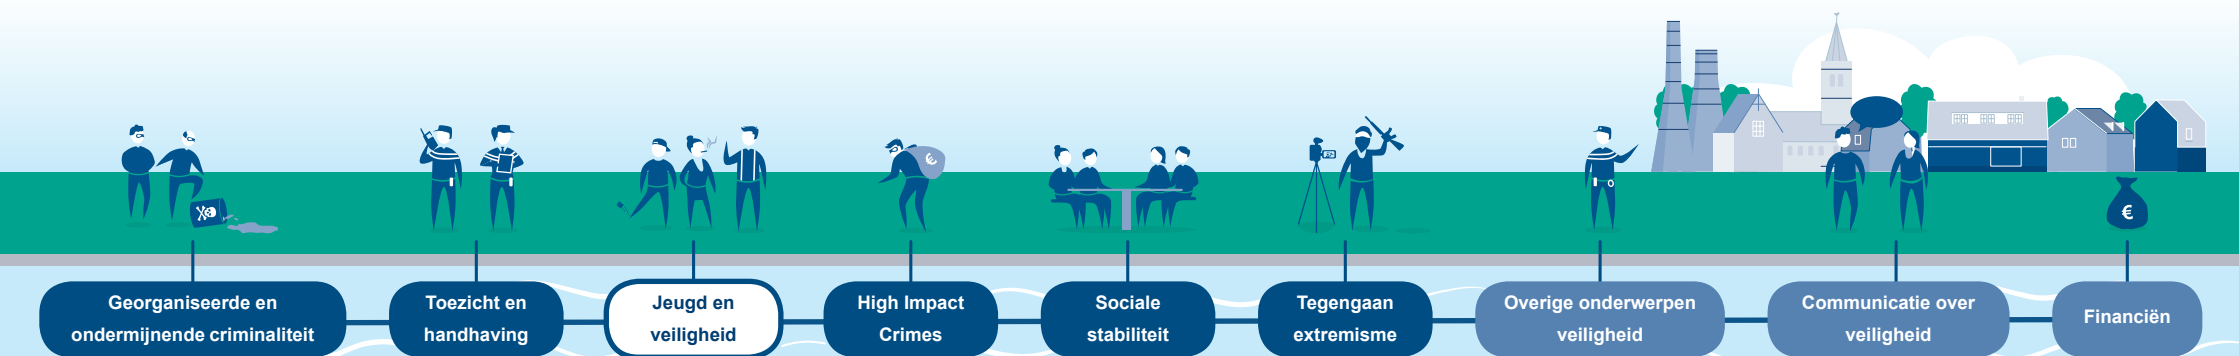 €
€
Georganiseerde en
ondermijnende criminaliteit
Toezicht en
handhaving
Jeugd en
veiligheid
High Impact
Crimes
Sociale
stabiliteit
Tegengaan
extremisme
Overige onderwerpen
veiligheid
Communicatie over
veiligheid
Financiën